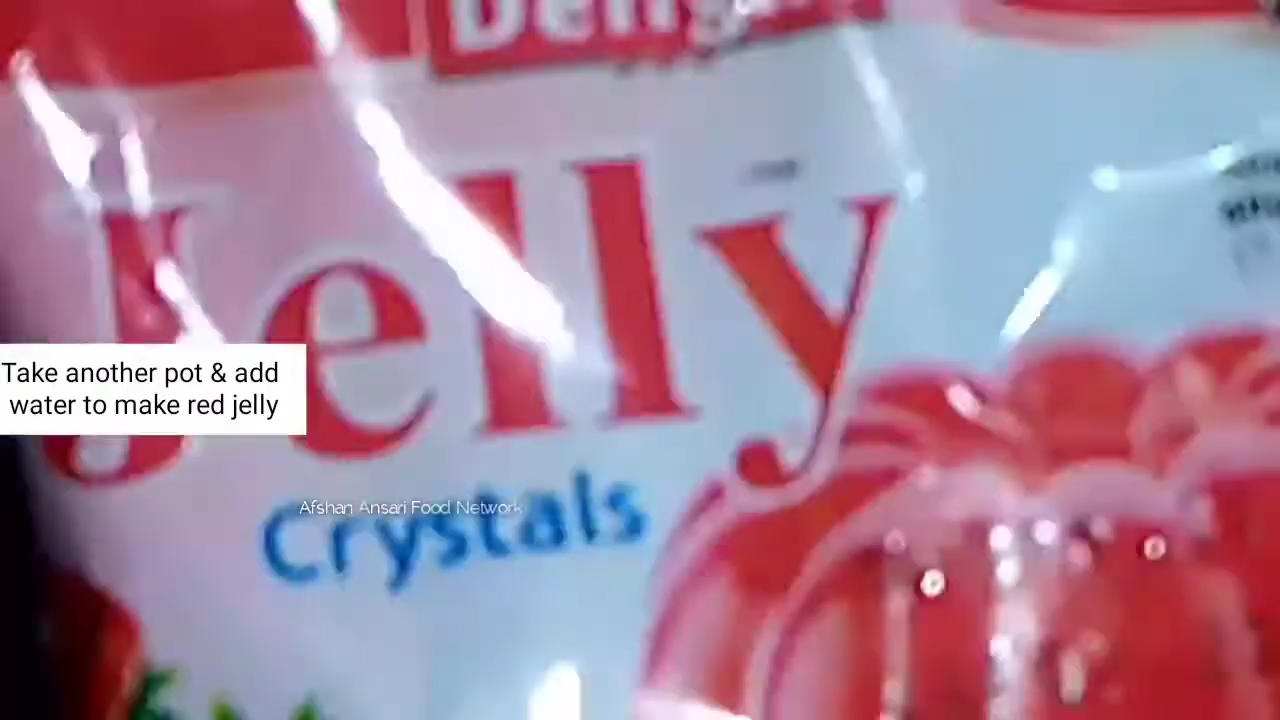 Jelly
Take another pot & add
water to make red jelly
Afshan Ansari Food Network
Crystals